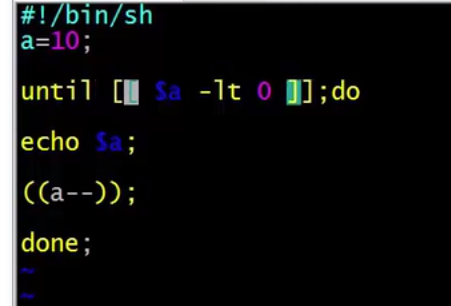 #!/bin/sh
a=10;
until [[ $a -lt 0 ]];do
echo $a;
((a--));
done;
~
~